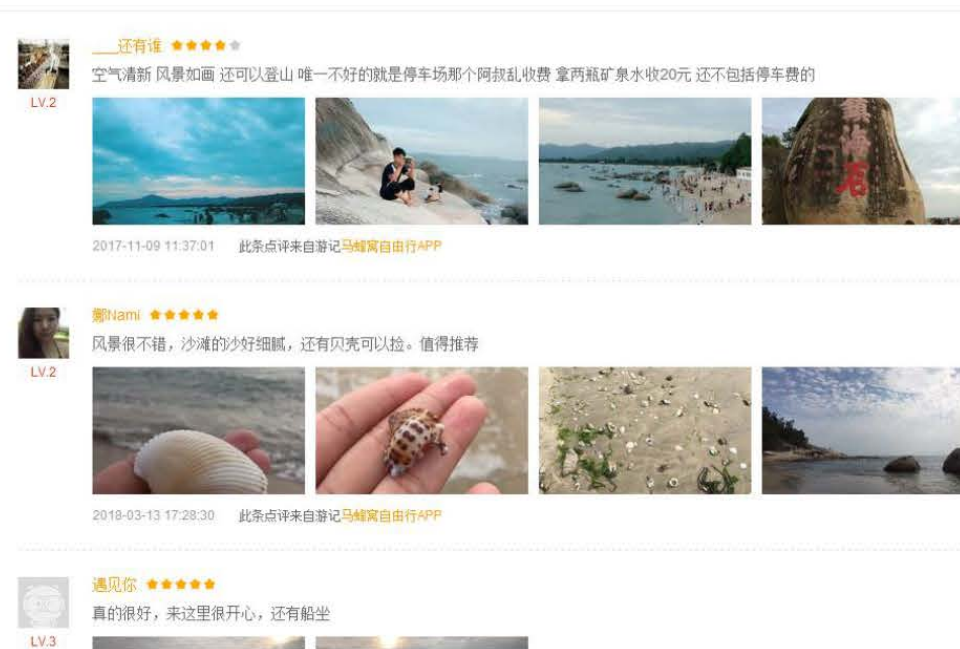 ___还有谁
空气清新 风景如画 还可以登山 唯一不好的就是停车场那个阿叔乱收费 拿两瓶矿泉水收20元 还不包括停车费的
LV.2
镇海石
2017-11-09 11:37:01 此条点评来自游记马蜂窝自由行APP
娜Nami
风景很不错，沙滩的沙好细腻，还有贝壳可以捡。值得推荐
LV.2
2018-03-13 17:28:30 此条点评来自游记马蜂窝自由行APP
遇见你
真的很好，来这里很开心，还有船坐
LV.3